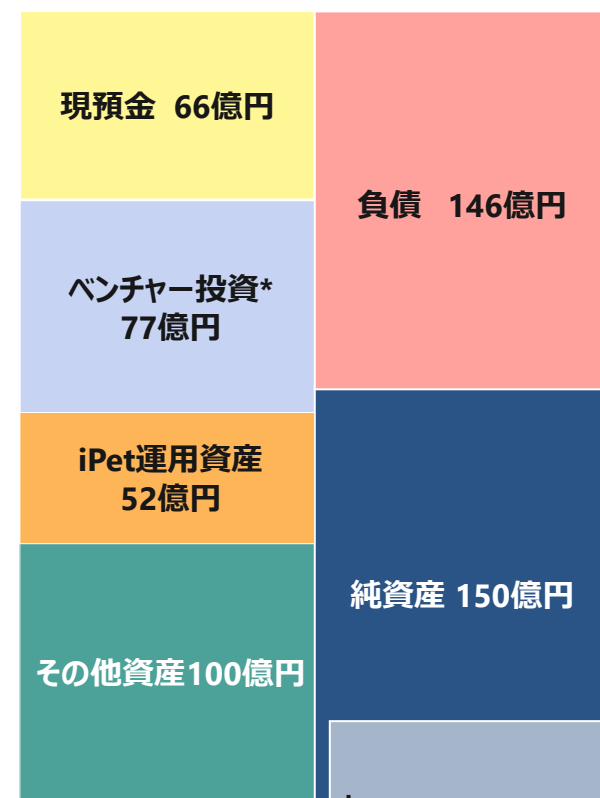 現預金 66億円
ベンチャー投資*
77億円
iPet運用資産
52億円
その他資産100億円
負債 146億円
純資産 150億円